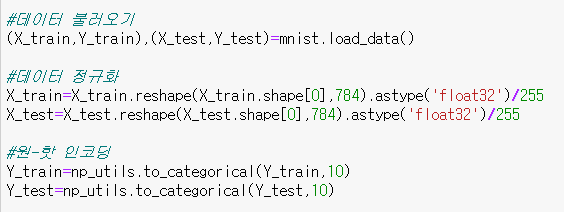 #데이터 불러오기
(X_train,Y_train),(X_test,Y_test)=mnist.load_data()
#데이터 정규화
X_train=X_train.reshape(X_train.shape[0],784).astype('float32')/255
X_test=X_test.reshape(X_test.shape[0],784).astype('float32')/255
#원-핫 인코딩
Y_train=np_utils.to_categorical(Y_train,10)
Y_test=np_utils.to_categorical(Y_test,10)